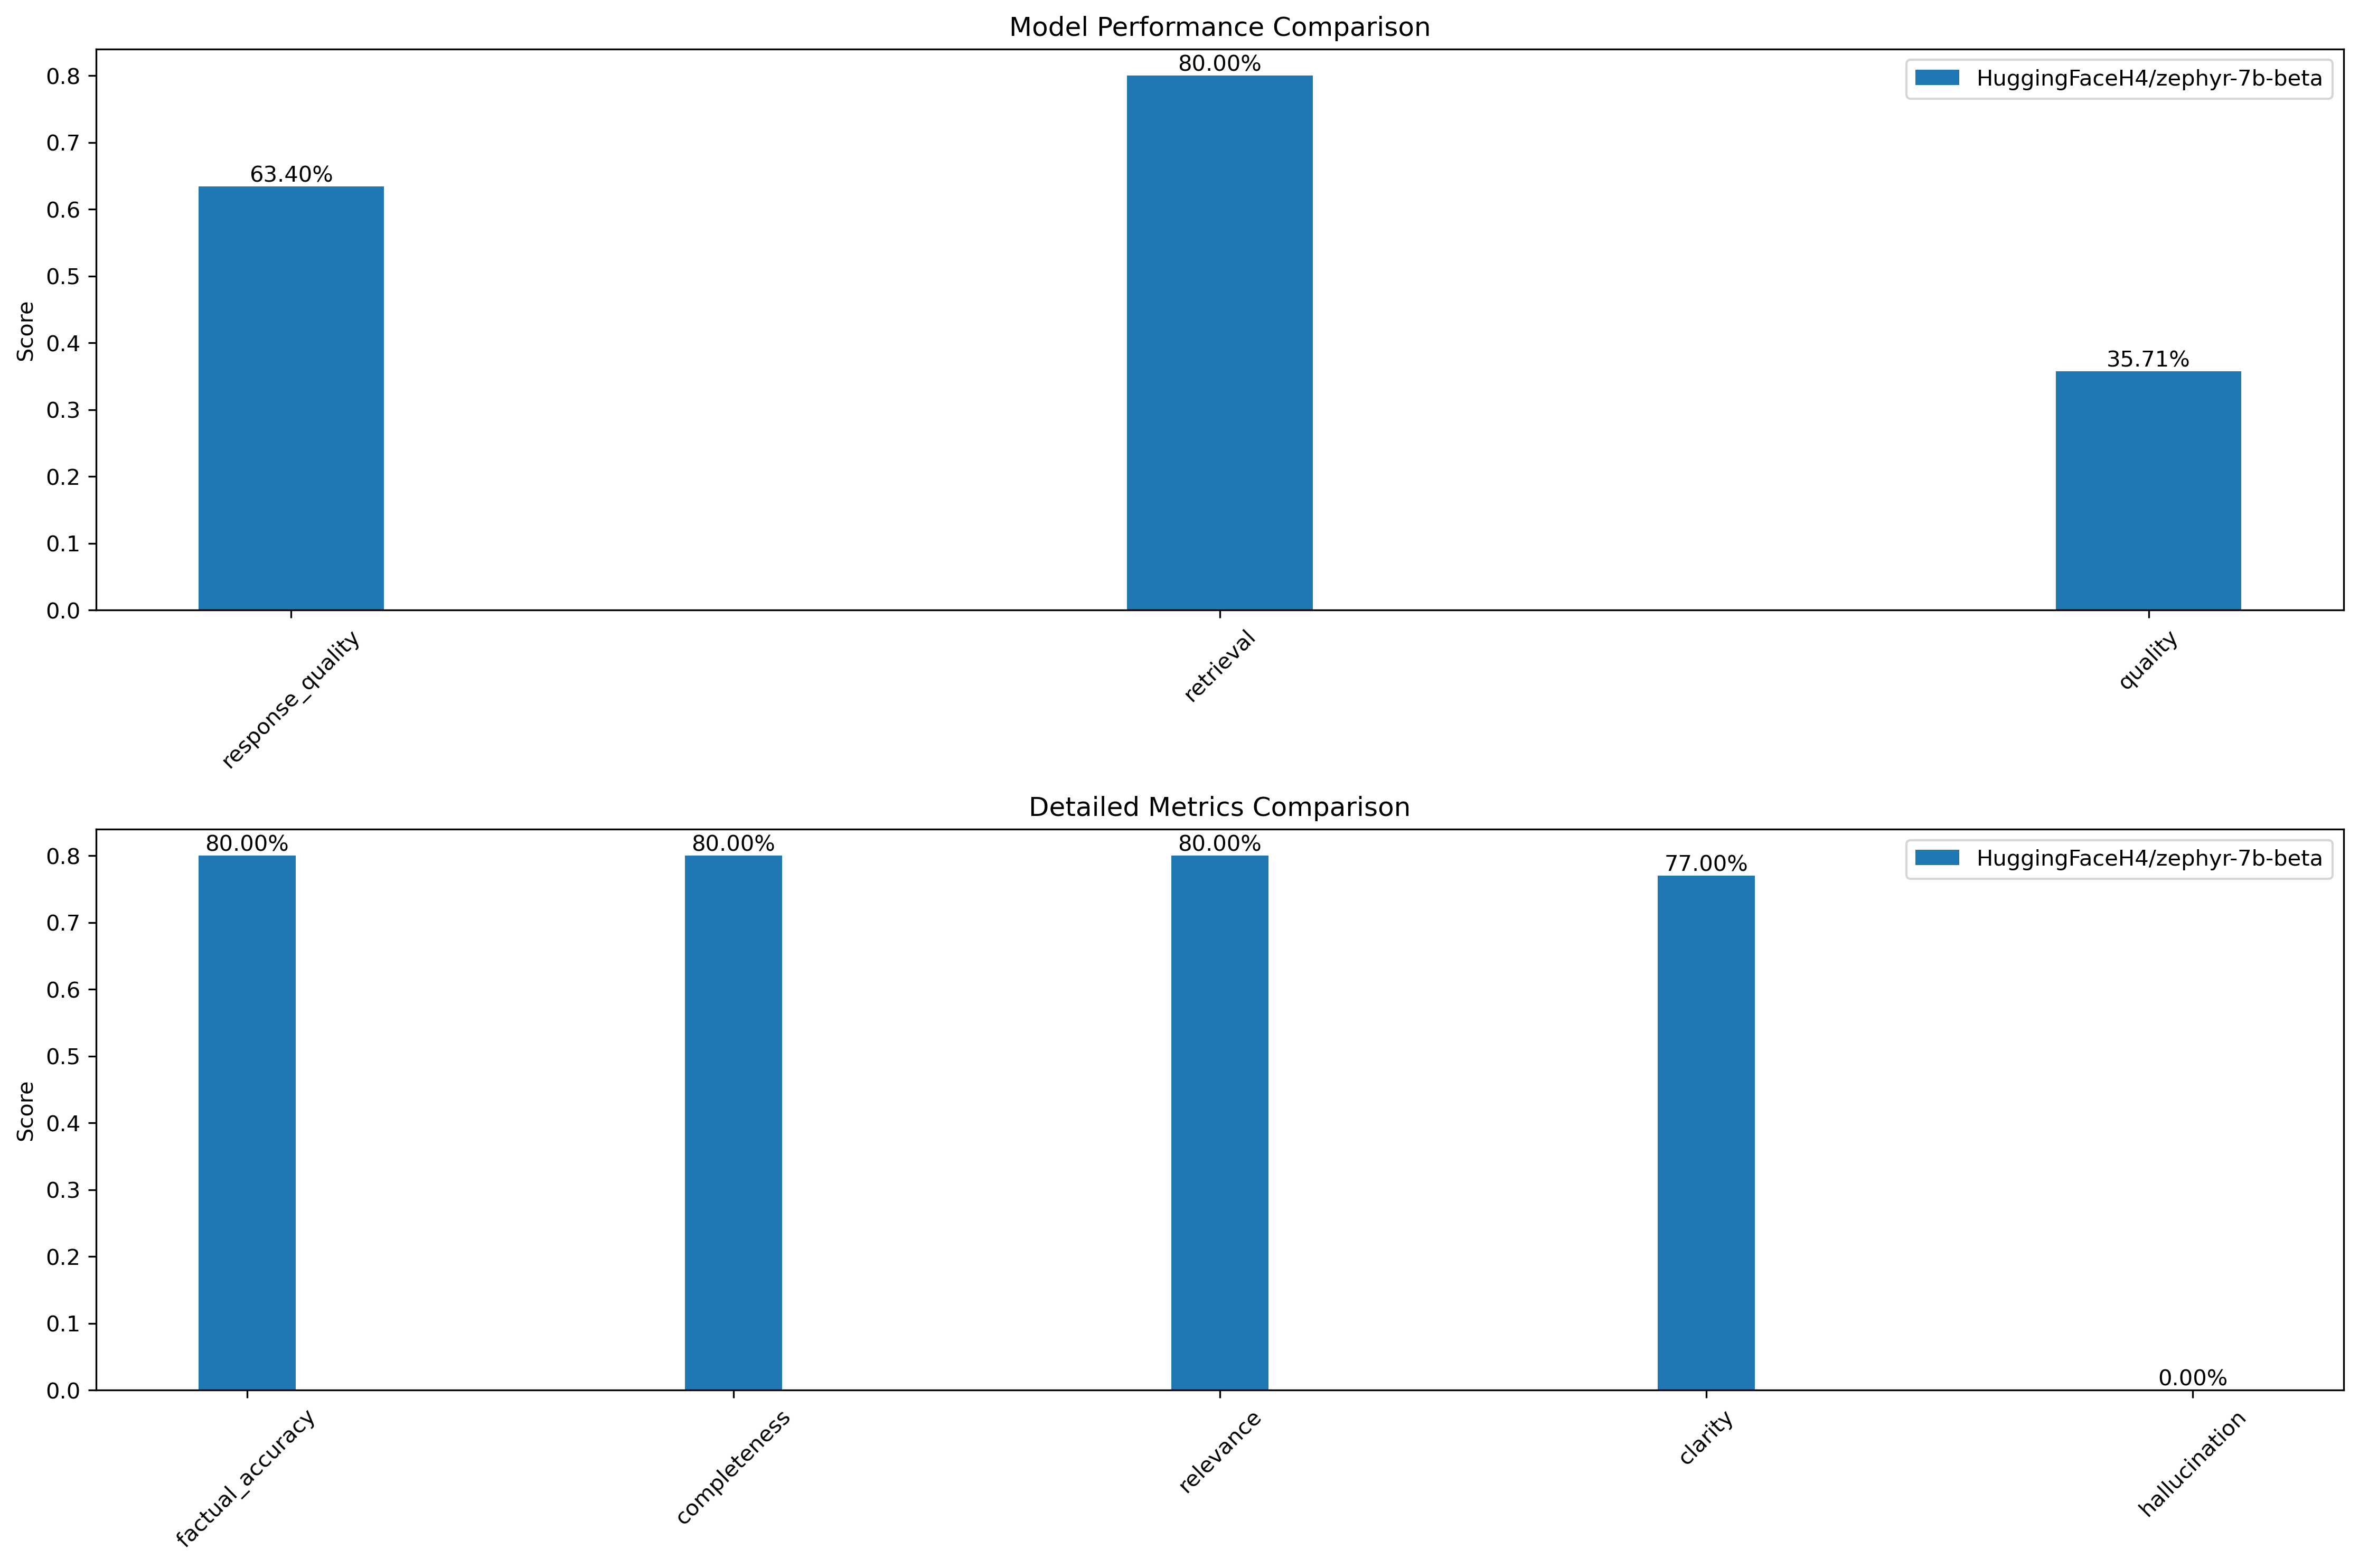 Model Performance Comparison
HuggingFaceH4/zephyr-7b-beta
Score
0.8
0.7
0.6
0.5
0.4
0.3
0.2
0.1
0.0
63.40%
80.00%
35.71%
response_quality
retrieval
quality
Detailed Metrics Comparison
HuggingFaceH4/zephyr-7b-beta
Score
0.8
0.7
0.6
0.5
0.4
0.3
0.2
0.1
0.0
80.00%
80.00%
80.00%
77.00%
0.00%
factual_accuracy
completeness
relevance
clarity
hallucination